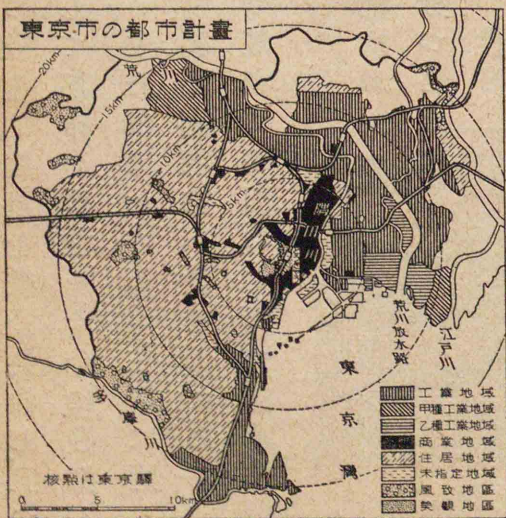 東京市の都市計畫
20km
15km
10km
5km
荒川
荒川放水路
江戸川
東京灣
多摩川
工業地域
甲種工業地域
乙種工業地域
商業地域
住居地域
未指定地域
風致地區
美観地區
核點は東京驛
0 5 10km